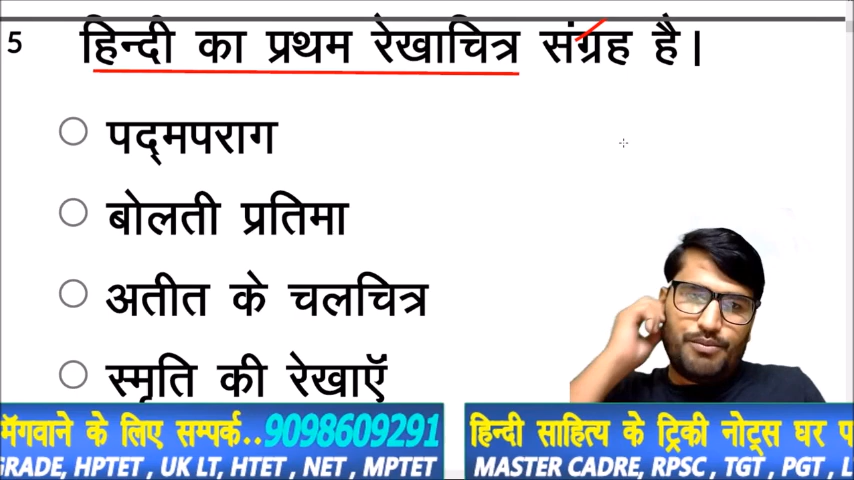 5 हिन्दी का प्रथम रेखाचित्र संग्रह है।
पद्मपराग
बोलती प्रतिमा
अतीत के चलचित्र
स्मृति की रेखाऍ
मॅगवाने के लिए सम्पर्क..9098609291
हिन्दी साहित्य के ट्रिकी नोट्स घर
GRADE, HPTET , UK LT, HTET , NET , MPTET
MASTER CADRE, RPSC , TGT , PGT ,